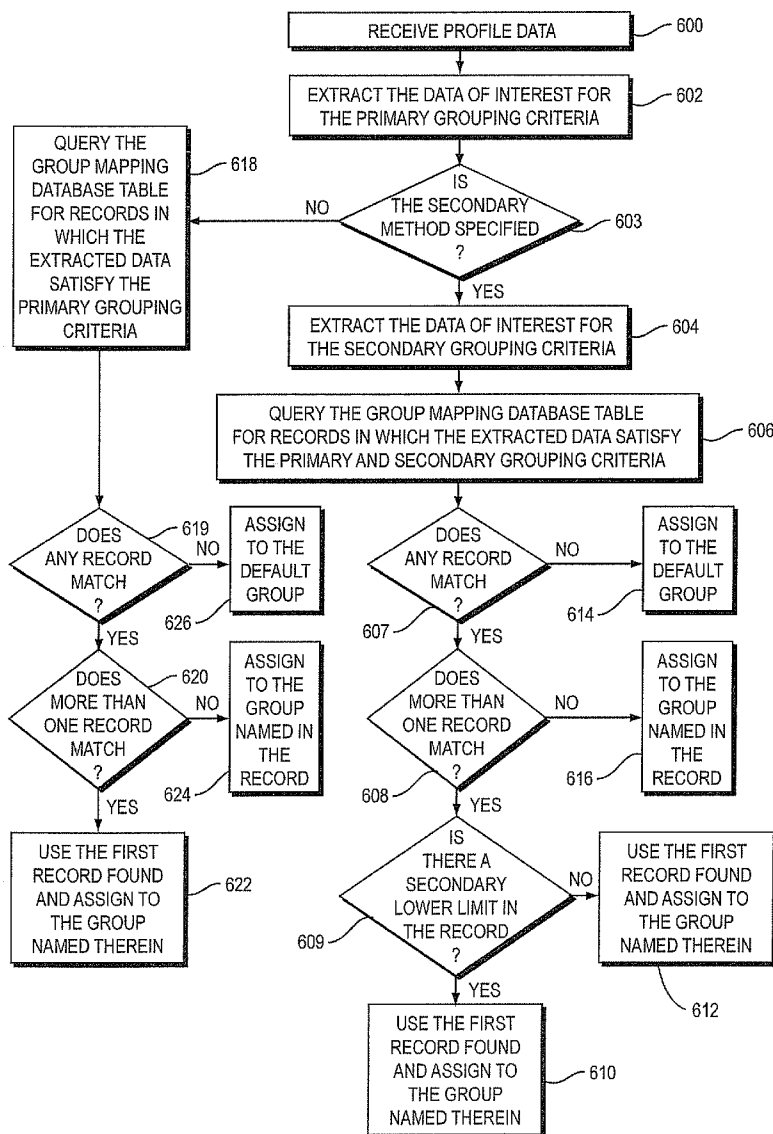 RECEIVE PROFILE DATA
600
EXTRACT THE DATA OF INTEREST FOR
THE PRIMARY GROUPING CRITERIA
602
QUERY THE
GROUP MAPPING
DATABASE TABLE
FOR RECORDS IN
WHICH THE
EXTRACTED DATA
SATISFY THE
PRIMARY GROUPING
CRITERIA
618
NO
IS
THE SECONDARY
METHOD SPECIFIED
?
603
YES
EXTRACT THE DATA OF INTEREST FOR
THE SECONDARY GROUPING CRITERIA
604
QUERY THE GROUP MAPPING DATABASE TABLE
FOR RECORDS IN WHICH THE EXTRACTED DATA SATISFY
THE PRIMARY AND SECONDARY GROUPING CRITERIA
606
DOES
ANY RECORD
MATCH
?
619
NO
ASSIGN
TO THE
DEFAULT
GROUP
626
YES
DOES
ANY RECORD
MATCH
?
607
NO
ASSIGN
TO THE
DEFAULT
GROUP
614
YES
DOES
MORE THAN
ONE RECORD
MATCH
?
620
NO
ASSIGN
TO THE
GROUP
NAMED IN
THE
RECORD
624
YES
DOES
MORE THAN
ONE RECORD
MATCH
?
608
NO
ASSIGN
TO THE
GROUP
NAMED IN
THE
RECORD
616
YES
USE THE FIRST
RECORD FOUND
AND ASSIGN TO
THE GROUP
NAMED THEREIN
622
IS
THERE A
SECONDARY
LOWER LIMIT IN
THE RECORD
?
609
NO
USE THE FIRST
RECORD FOUND
AND ASSIGN TO
THE GROUP
NAMED THEREIN
612
YES
USE THE FIRST
RECORD FOUND
AND ASSIGN TO
THE GROUP
NAMED THEREIN
610